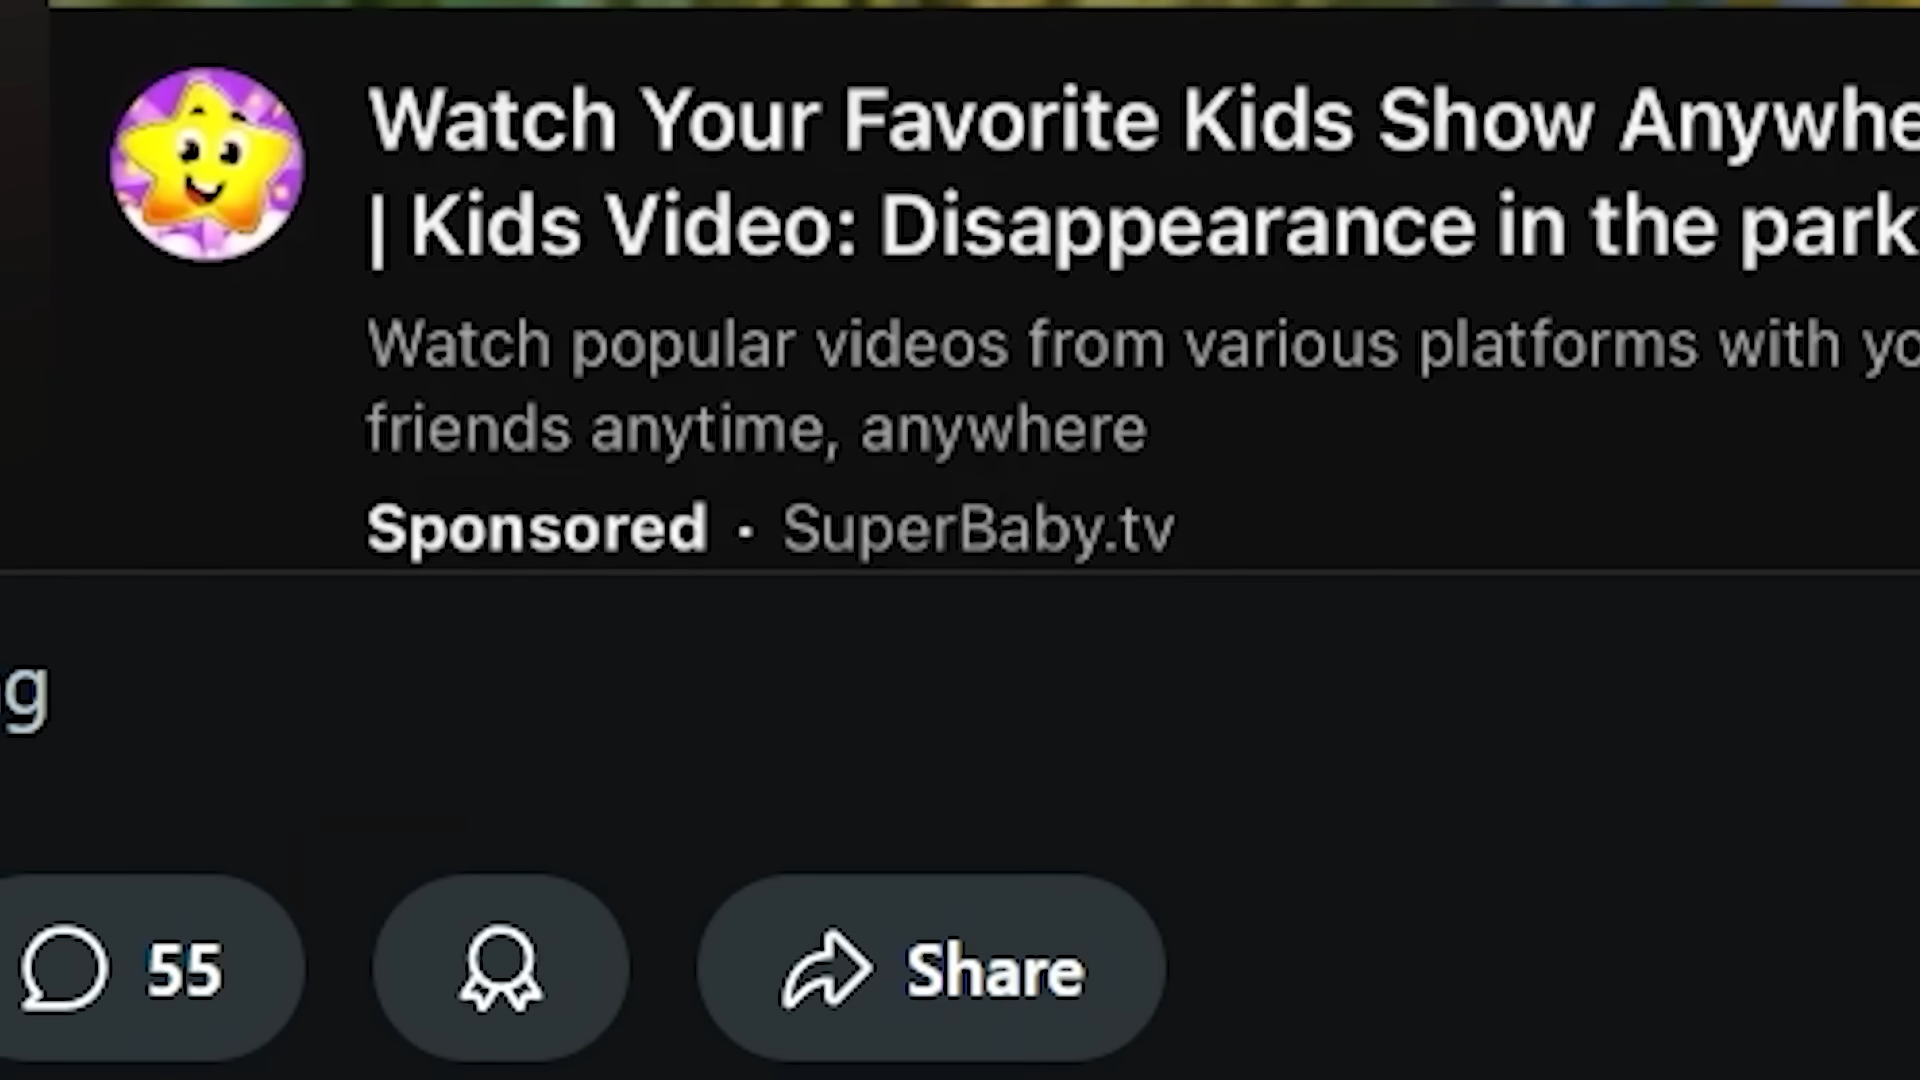 Watch Your Favorite Kids Show Anywhe
| Kids Video: Disappearance in the park
Watch popular videos from various platforms with yo
friends anytime, anywhere
Sponsored · SuperBaby.tv
g
55
Share